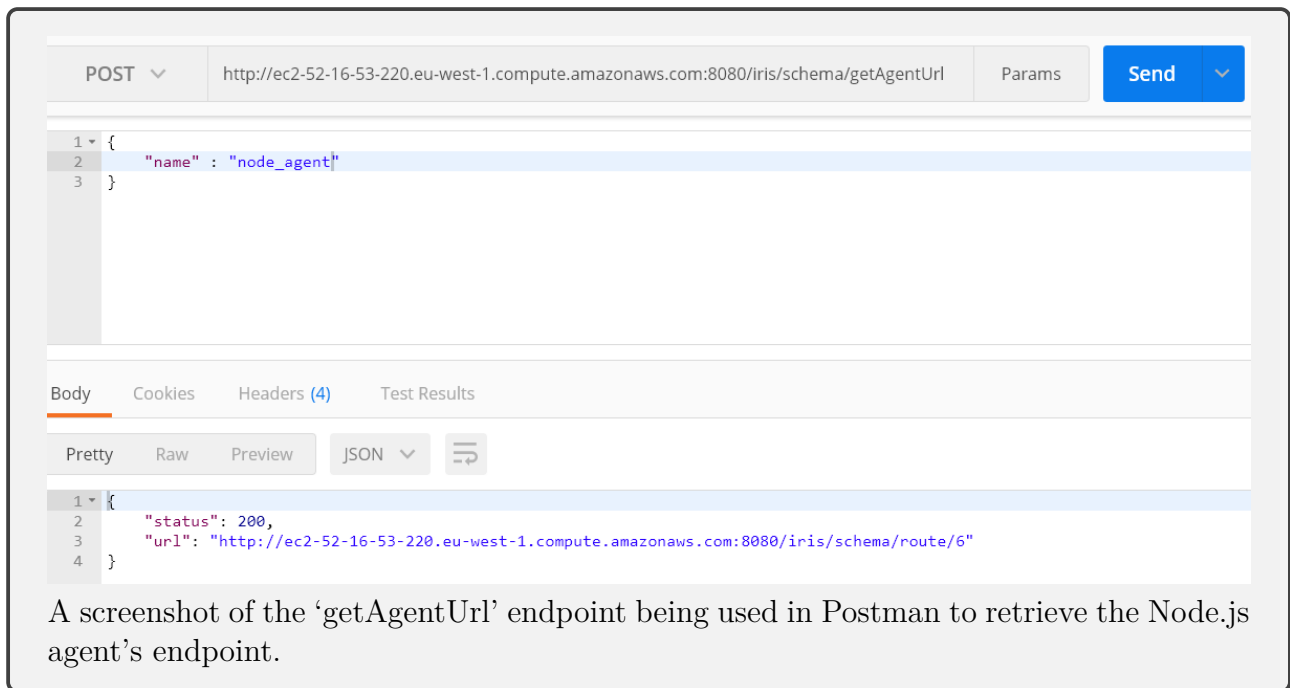 POST http://ec2-52-16-53-220.eu-west-1.compute.amazonaws.com:8080/iris/schema/getAgentUrl Params Send
1 {
2 "name" : "node_agent"
3 }
Body Cookies Headers (4) Test Results
Pretty Raw Preview JSON
1 {
2 "status": 200,
3 "url": "http://ec2-52-16-53-220.eu-west-1.compute.amazonaws.com:8080/iris/schema/route/6"
4 }
A screenshot of the ‘getAgentUrl’ endpoint being used in Postman to retrieve the Node.js
agent’s endpoint.